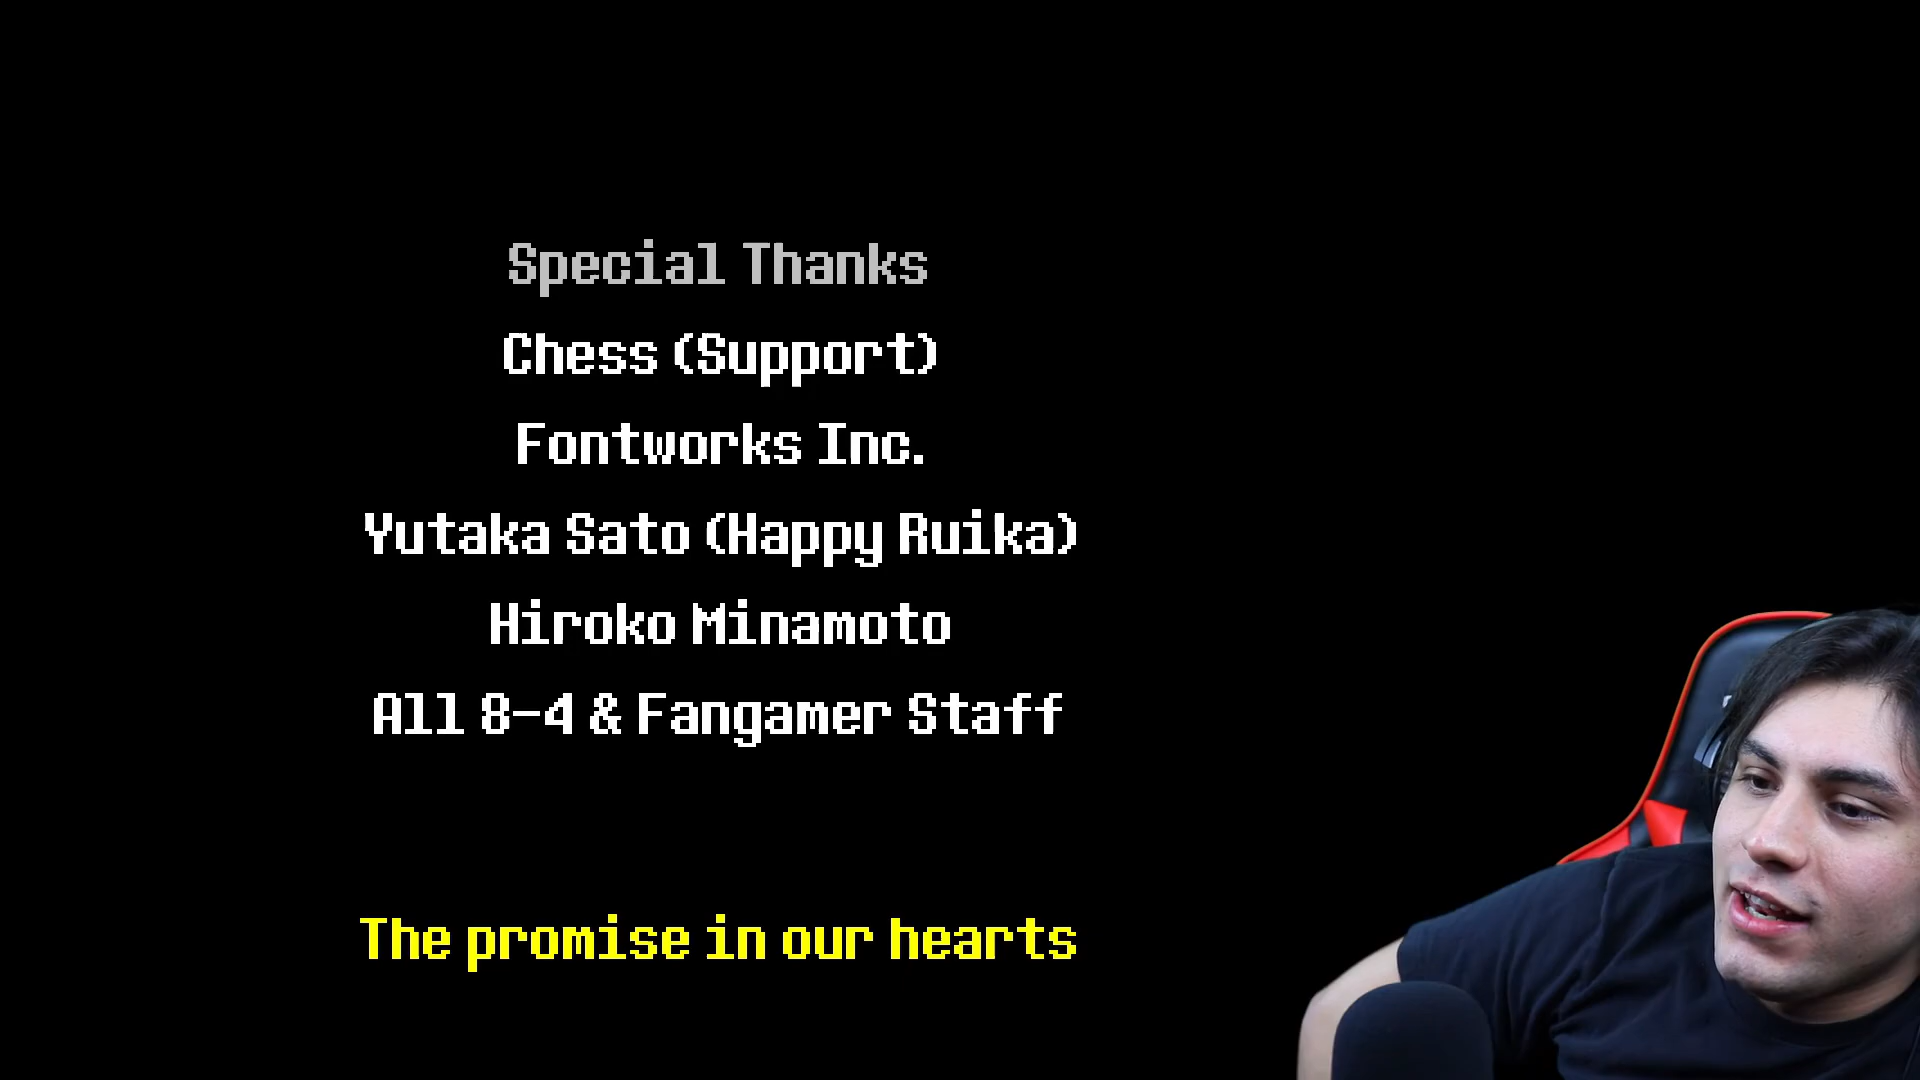 Special Thanks
Chess (Support)
Fontworks Inc.
Yutaka Sato (Happy Ruika)
Hiroko Minamoto
All 8-4 & Fangamer Staff
The promise in our hearts